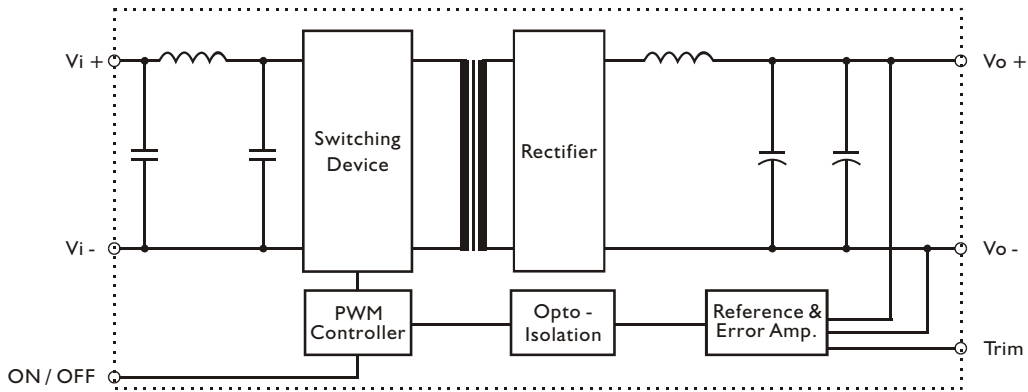 Vi +
Switching
Device
Rectifier
Vo +
Vi -
Vo -
PWM
Controller
Opto -
Isolation
Reference &
Error Amp.
Trim
ON / OFF